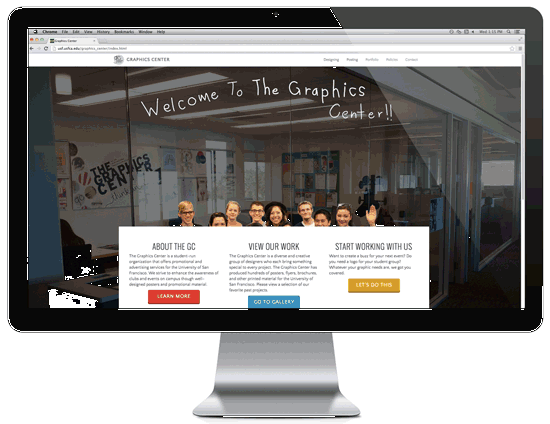 Chrome File Edit View History Bookmarks Window Help
Wed 1:15 PM
Graphics Center
usf.usfca.edu/graphics_center/index.html
GRAPHICS CENTER
Designing Posting Portfolio Policies Contact
Welcome To The Graphics
Center!!
THE
GRAPHICS
CENTER
ABOUT THE GC
The Graphics Center is a student-run
organization that offers promotional and
advertising services for the University of San
Francisco. We strive to enhance the awareness of
clubs and events on campus though well-
designed posters and promotional material.
LEARN MORE
VIEW OUR WORK
The Graphics Center is a diverse and creative
group of designers who each bring something
special to every project. The Graphics Center has
produced hundreds of posters, flyers, brochures,
and other printed material for the University of
San Francisco. Please view a selection of our
favorite past projects.
GO TO GALLERY
START WORKING WITH US
Want to create a buzz for your next event? Do
you need a logo for your student group?
Whatever your graphic needs are, we got you
covered!
LET'S DO THIS